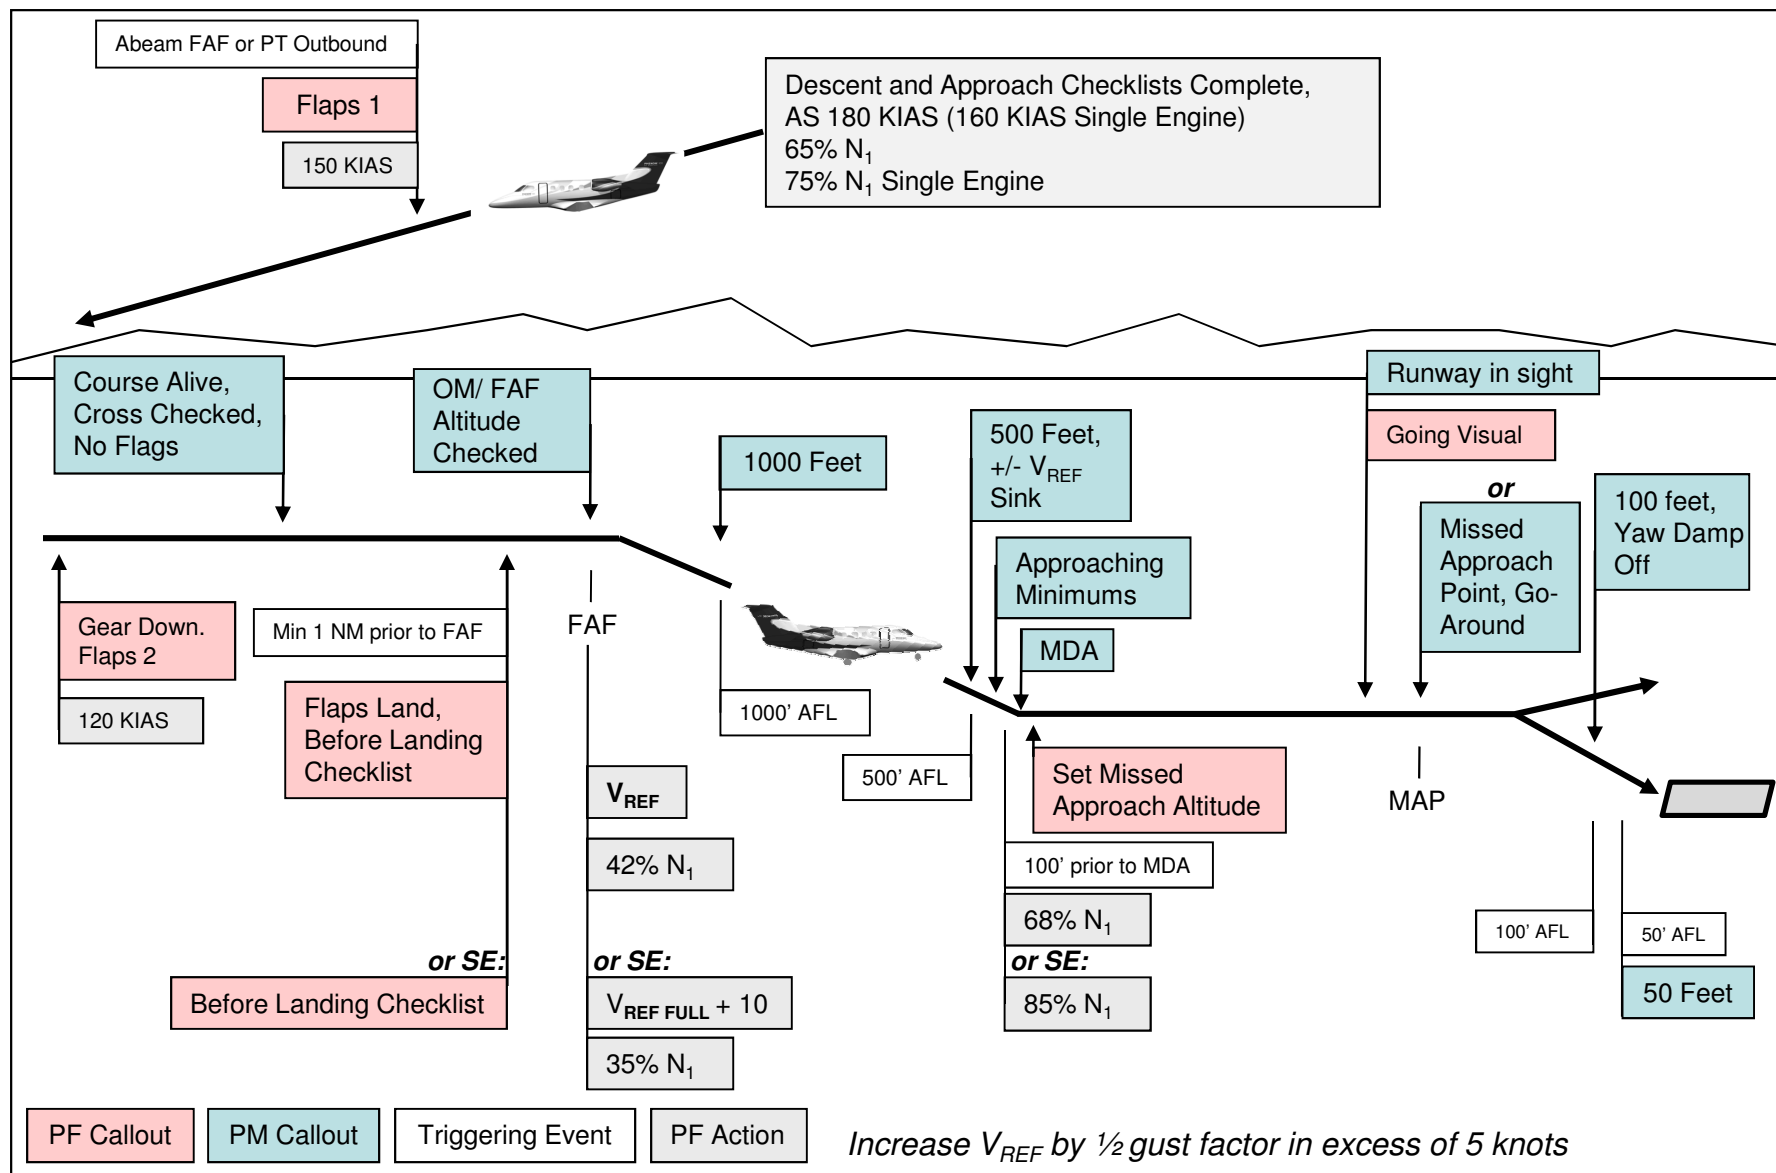 Abeam FAF or PT Outbound
Flaps 1
150 KIAS
Descent and Approach Checklists Complete,
AS 180 KIAS (160 KIAS Single Engine)
65% N1
75% N1 Single Engine
Course Alive,
Cross Checked,
No Flags
OM/ FAF
Altitude
Checked
1000 Feet
500 Feet,
+/- VREF
Sink
Approaching
Minimums
MDA
Runway in sight
Going Visual
or
Missed
Approach
Point, Go-
Around
100 feet,
Yaw Damp
Off
Gear Down.
Flaps 2
120 KIAS
Min 1 NM prior to FAF
Flaps Land,
Before Landing
Checklist
or SE:
Before Landing Checklist
FAF
VREF
42% N1
or SE:
VREF FULL + 10
35% N1
1000’ AFL
500’ AFL
Set Missed
Approach Altitude
100’ prior to MDA
68% N1
or SE:
85% N1
MAP
100’ AFL
50’ AFL
50 Feet
PF Callout
PM Callout
Triggering Event
PF Action
Increase VREF by ½ gust factor in excess of 5 knots